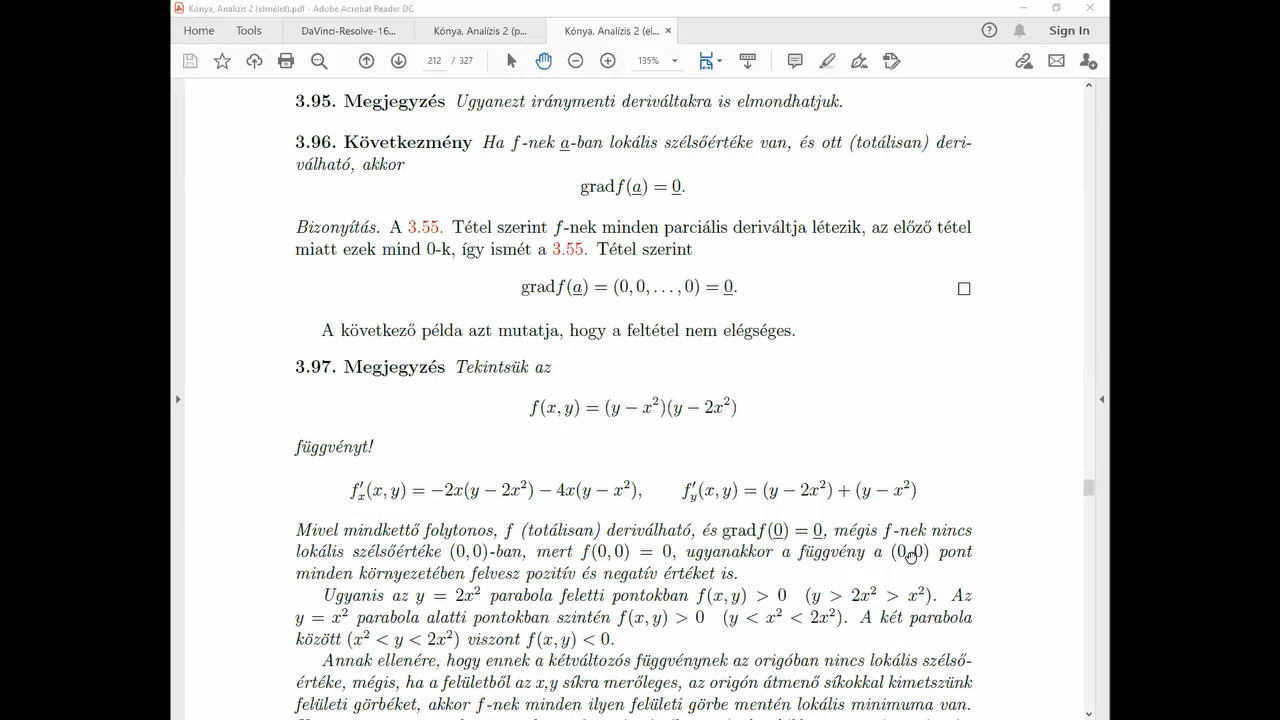 Kónya, Analízis 2 (elmélet).pdf - Adobe Acrobat Reader DC
Home Tools DaVinci-Resolve-16... Kónya, Analízis 2 (p... Kónya, Analízis 2 (el... × Sign In
212 / 327 135%
3.95. Megjegyzés Ugyanezt iránymenti deriváltakra is elmondhatjuk.
3.96. Következmény Ha f-nek a-ban lokális szélsőértéke van, és ott (totálisan) deri-
válható, akkor
gradf(a) = 0.
Bizonyítás. A 3.55. Tétel szerint f-nek minden parciális deriváltja létezik, az előző tétel
miatt ezek mind 0-k, így ismét a 3.55. Tétel szerint
gradf(a) = (0, 0, . . . , 0) = 0. □
A következő példa azt mutatja, hogy a feltétel nem elégséges.
3.97. Megjegyzés Tekintsük az
f(x, y) = (y − x²)(y − 2x²)
függvényt!
f′ₓ(x, y) = −2x(y − 2x²) − 4x(y − x²), f′y(x, y) = (y − 2x²) + (y − x²)
Mivel mindkettő folytonos, f (totálisan) deriválható, és gradf(0) = 0, mégis f-nek nincs
lokális szélsőértéke (0, 0)-ban, mert f(0, 0) = 0, ugyanakkor a függvény a (0, 0) pont
minden környezetében felvesz pozitív és negatív értéket is.
Ugyanis az y = 2x² parabola feletti pontokban f(x, y) > 0 (y > 2x² > x²). Az
y = x² parabola alatti pontokban szintén f(x, y) > 0 (y < x² < 2x²). A két parabola
között (x² < y < 2x²) viszont f(x, y) < 0.
Annak ellenére, hogy ennek a kétváltozós függvénynek az origóban nincs lokális szélső-
értéke, mégis, ha a felületből az x,y síkra merőleges, az origón átmenő síkokkal kimetszünk
felületi görbéket, akkor f-nek minden ilyen felületi görbe mentén lokális minimuma van.